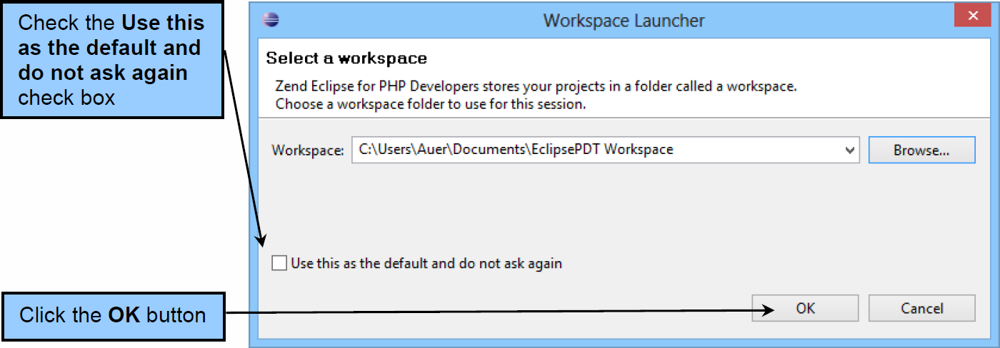 Check the Use this
as the default and
do not ask again
check box
Workspace Launcher
Select a workspace
Zend Eclipse for PHP Developers stores your projects in a folder called a workspace.
Choose a workspace folder to use for this session.
Workspace: C:\Users\Auer\Documents\EclipsePDT Workspace Browse...
Use this as the default and do not ask again
Click the OK button
OK Cancel